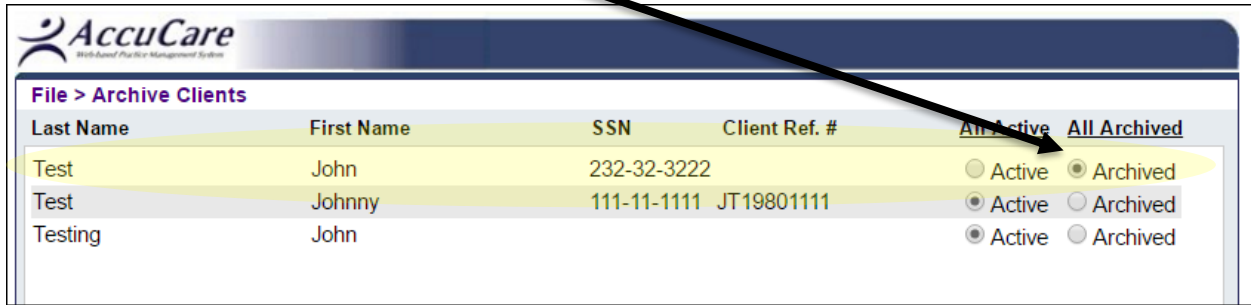 AccuCare
Web-based Practice Management System
File > Archive Clients
Last Name First Name SSN Client Ref. # All Active All Archived
Test John 232-32-3222 Active Archived
Test Johnny 111-11-1111 JT19801111 Active Archived
Testing John Active Archived